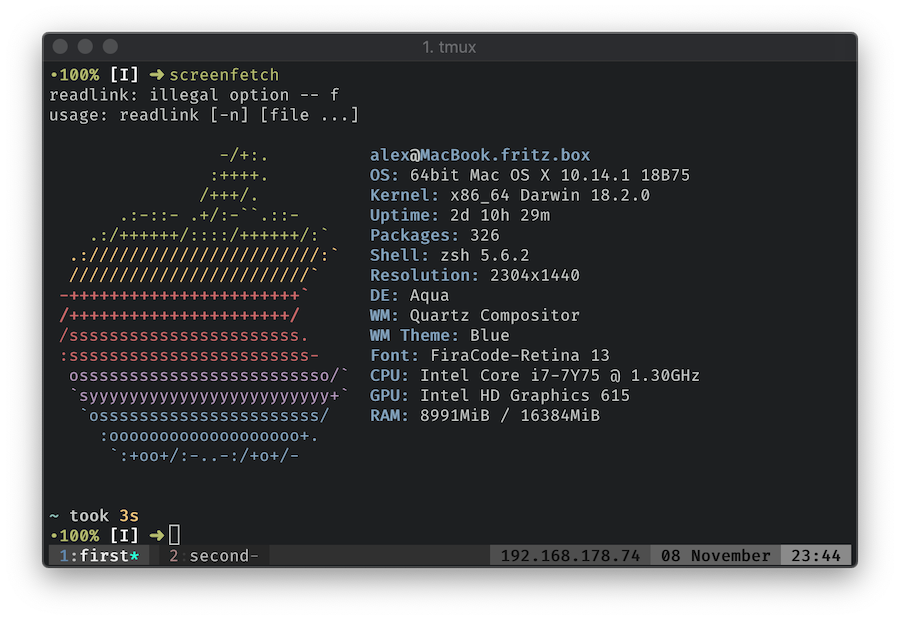 1. tmux
•100% [I] ➜ screenfetch
readlink: illegal option -- f
usage: readlink [-n] [file ...]
                 -/+:.          alex@MacBook.fritz.box
                :++++.          OS: 64bit Mac OS X 10.14.1 18B75
               /+++/.           Kernel: x86_64 Darwin 18.2.0
       .:-::- .+/:-``.::-       Uptime: 2d 10h 29m
    .:/++++++/::::/++++++/:`    Packages: 326
  .:///////////////////////:`   Shell: zsh 5.6.2
  ////////////////////////`     Resolution: 2304x1440
 -+++++++++++++++++++++++`      DE: Aqua
 /++++++++++++++++++++++/       WM: Quartz Compositor
 /sssssssssssssssssssssss.      WM Theme: Blue
 :ssssssssssssssssssssssss-     Font: FiraCode-Retina 13
  osssssssssssssssssssssssso/`  CPU: Intel Core i7-7Y75 @ 1.30GHz
  `syyyyyyyyyyyyyyyyyyyyyyyy+`  GPU: Intel HD Graphics 615
   `ossssssssssssssssssssss/    RAM: 8991MiB / 16384MiB
     :ooooooooooooooooooo+.
      `:+oo+/:-..-:/+o+/-
~ took 3s
•100% [I] ➜
1:first* 2 second- 192.168.178.74 08 November 23:44